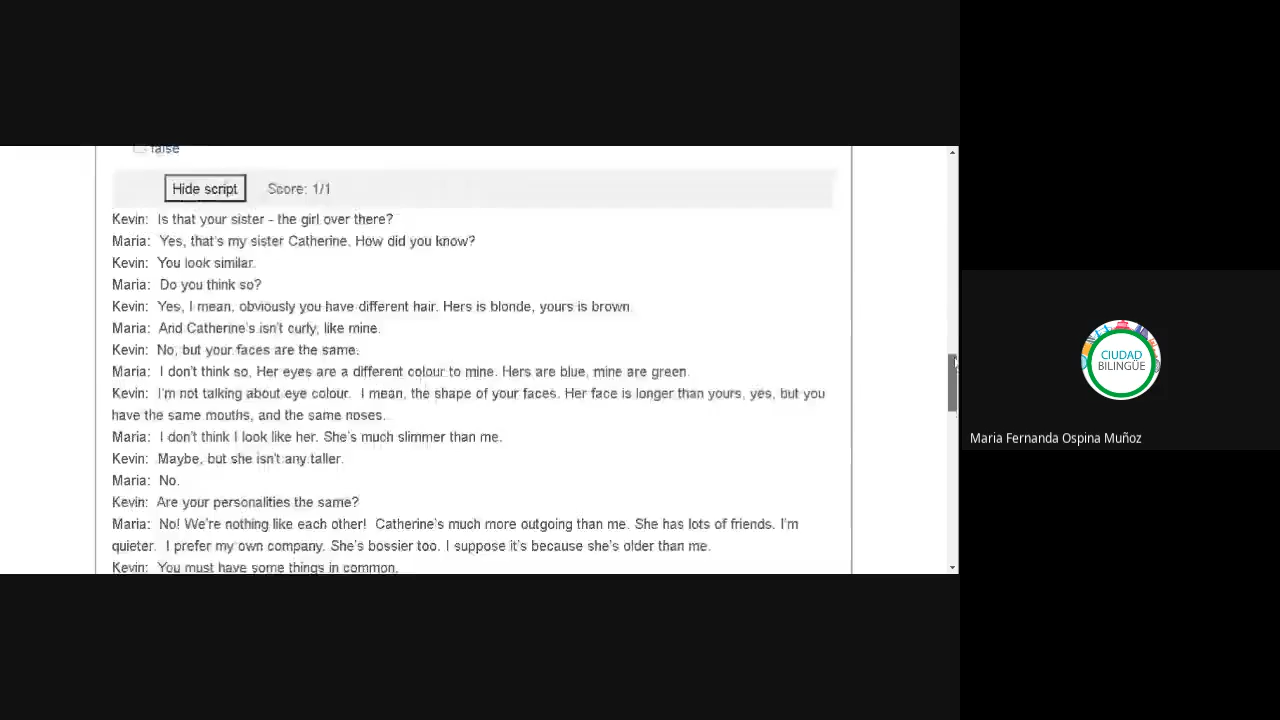 false
Hide script Score: 1/1
Kevin: Is that your sister - the girl over there?
Maria: Yes, that's my sister Catherine. How did you know?
Kevin: You look similar.
Maria: Do you think so?
Kevin: Yes, I mean, obviously you have different hair. Hers is blonde, yours is brown.
Maria: And Catherine's isn't curly, like mine.
Kevin: No, but your faces are the same.
Maria: I don't think so. Her eyes are a different colour to mine. Hers are blue, mine are green.
Kevin: I'm not talking about eye colour. I mean, the shape of your faces. Her face is longer than yours, yes, but you
have the same mouths, and the same noses.
Maria: I don't think I look like her. She's much slimmer than me.
Kevin: Maybe, but she isn't any taller.
Maria: No.
Kevin: Are your personalities the same?
Maria: No! We're nothing like each other! Catherine's much more outgoing than me. She has lots of friends. I'm
quieter. I prefer my own company. She's bossier too. I suppose it's because she's older than me.
Kevin: You must have some things in common.
CIUDAD
BILINGÜE
Maria Fernanda Ospina Muñoz